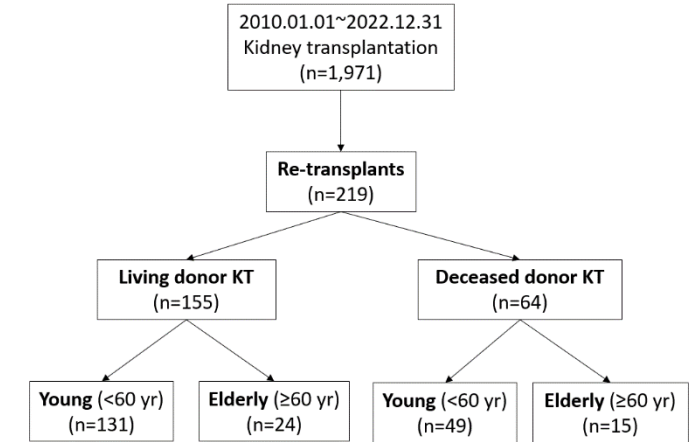 2010.01.01~2022.12.31
Kidney transplantation
(n=1,971)
Re-transplants
(n=219)
Living donor KT
(n=155)
Deceased donor KT
(n=64)
Young (<60 yr)
(n=131)
Elderly (≥60 yr)
(n=24)
Young (<60 yr)
(n=49)
Elderly (≥60 yr)
(n=15)